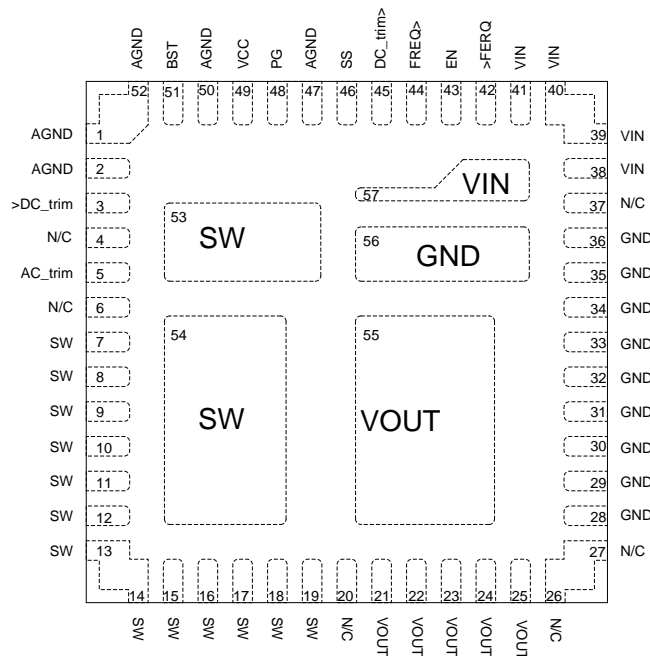 AGND BST AGND VCC PG AGND SS DC_trim> FREQ> EN >FERQ VIN VIN
52 51 50 49 48 47 46 45 44 43 42 41 40
AGND 1 39 VIN
AGND 2 38 VIN
>DC_trim 3 37 N/C
N/C 4 36 GND
AC_trim 5 35 GND
N/C 6 34 GND
SW 7 33 GND
SW 8 32 GND
SW 9 31 GND
SW 10 30 GND
SW 11 29 GND
SW 12 28 GND
SW 13 27 N/C
57 VIN
53 SW
56 GND
54 SW
55 VOUT
14 15 16 17 18 19 20 21 22 23 24 25 26
SW SW SW SW SW SW N/C VOUT VOUT VOUT VOUT VOUT N/C